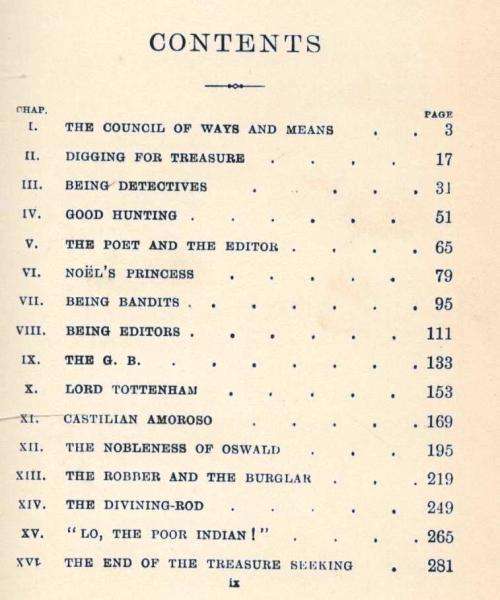 CONTENTS
CHAP. PAGE
I. THE COUNCIL OF WAYS AND MEANS . . 3
II. DIGGING FOR TREASURE . . . . 17
III. BEING DETECTIVES . . . . 31
IV. GOOD HUNTING . . . . . . 51
V. THE POET AND THE EDITOR . . . . 65
VI. NOËL'S PRINCESS . . . . . 79
VII. BEING BANDITS . . . . . . 95
VIII. BEING EDITORS . . . . . . 111
IX. THE G. B. . . . . . . . 133
X. LORD TOTTENHAM . . . . . 153
XI. CASTILIAN AMOROSO . . . . . 169
XII. THE NOBLENESS OF OSWALD . . . 195
XIII. THE ROBBER AND THE BURGLAR . . . 219
XIV. THE DIVINING-ROD . . . . . 249
XV. "LO, THE POOR INDIAN!" . . . . 265
XVI. THE END OF THE TREASURE SEEKING . 281
ix